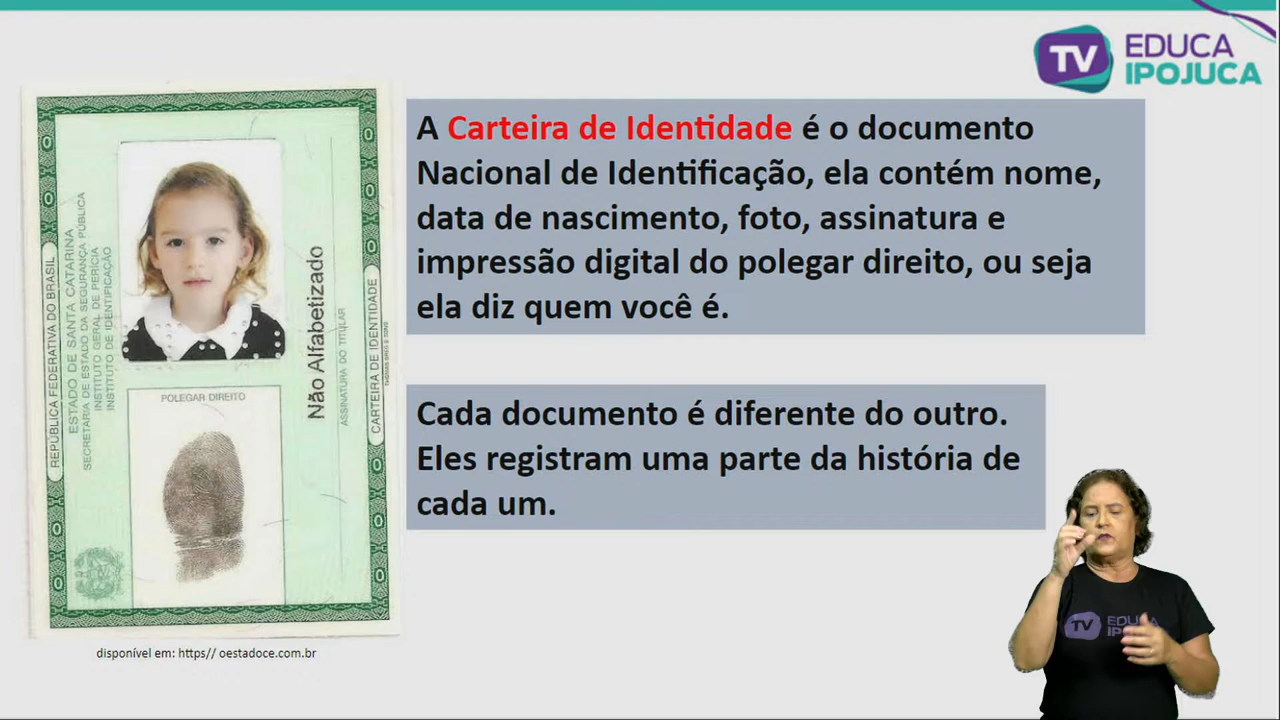 TV EDUCA
IPOJUCA
A Carteira de Identidade é o documento
Nacional de Identificação, ela contém nome,
data de nascimento, foto, assinatura e
impressão digital do polegar direito, ou seja
ela diz quem você é.
Cada documento é diferente do outro.
Eles registram uma parte da história de
cada um.
REPÚBLICA FEDERATIVA DO BRASIL
ESTADO DE SANTA CATARINA
SECRETARIA DE ESTADO DA SEGURANÇA PÚBLICA
INSTITUTO GERAL DE PERÍCIA
INSTITUTO DE IDENTIFICAÇÃO
POLEGAR DIREITO
Não Alfabetizado
ASSINATURA DO TITULAR
CARTEIRA DE IDENTIDADE
disponível em: https// oestadoce.com.br
TV EDUCA